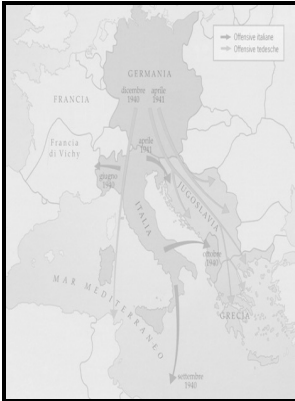 Offensive italiane
Offensive tedesche
GERMANIA
dicembre
1940
aprile
1941
FRANCIA
Francia
di Vichy
aprile
1941
giugno
1940
JUGOSLAVIA
ITALIA
ottobre
1940
MAR MEDITERRANEO
GRECIA
settembre
1940